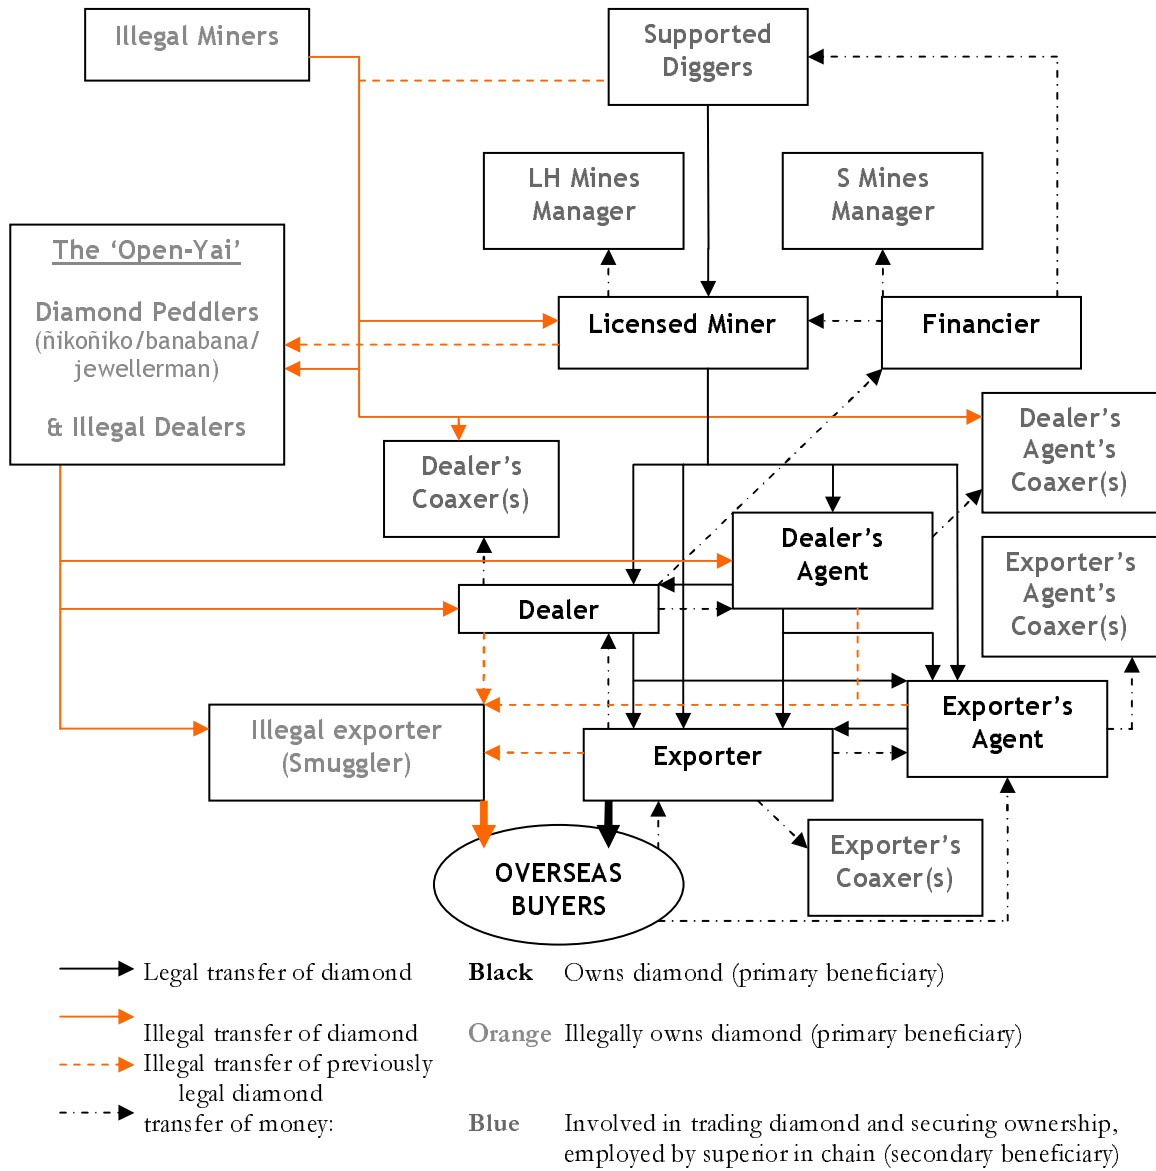 Illegal Miners
Supported
Diggers
LH Mines
Manager
S Mines
Manager
The ‘Open-Yai’
Diamond Peddlers
(ñikoñiko/banabana/
jewellerman)
& Illegal Dealers
Licensed Miner
Financier
Dealer’s
Coaxer(s)
Dealer’s
Agent’s
Coaxer(s)
Dealer’s
Agent
Exporter’s
Agent’s
Coaxer(s)
Dealer
Illegal exporter
(Smuggler)
Exporter
Exporter’s
Agent
Exporter’s
Coaxer(s)
OVERSEAS
BUYERS
Legal transfer of diamond
Black Owns diamond (primary beneficiary)
Illegal transfer of diamond
Orange Illegally owns diamond (primary beneficiary)
Illegal transfer of previously
legal diamond
transfer of money:
Blue Involved in trading diamond and securing ownership,
employed by superior in chain (secondary beneficiary)